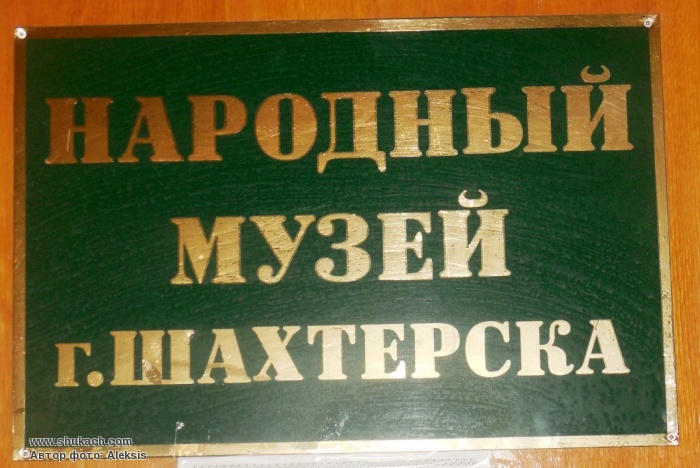 НАРОДНЫЙ
МУЗЕЙ
г.ШАХТЕРСКА
www.shukach.com
Автор фото: Aleksis